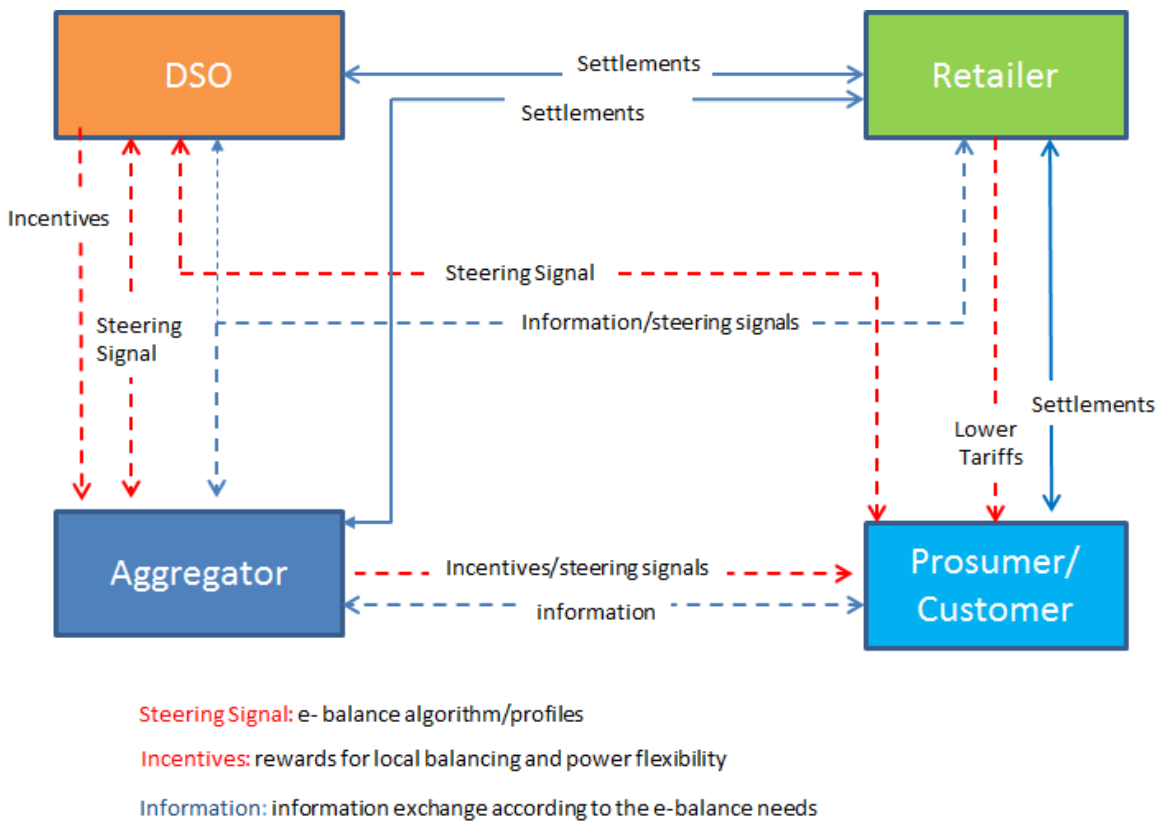 DSO
Settlements
Retailer
Settlements
Incentives
Steering Signal
Steering
Signal
Information/steering signals
Settlements
Lower
Tariffs
Aggregator
Incentives/steering signals
information
Prosumer/
Customer
Steering Signal: e- balance algorithm/profiles
Incentives: rewards for local balancing and power flexibility
Information: information exchange according to the e-balance needs